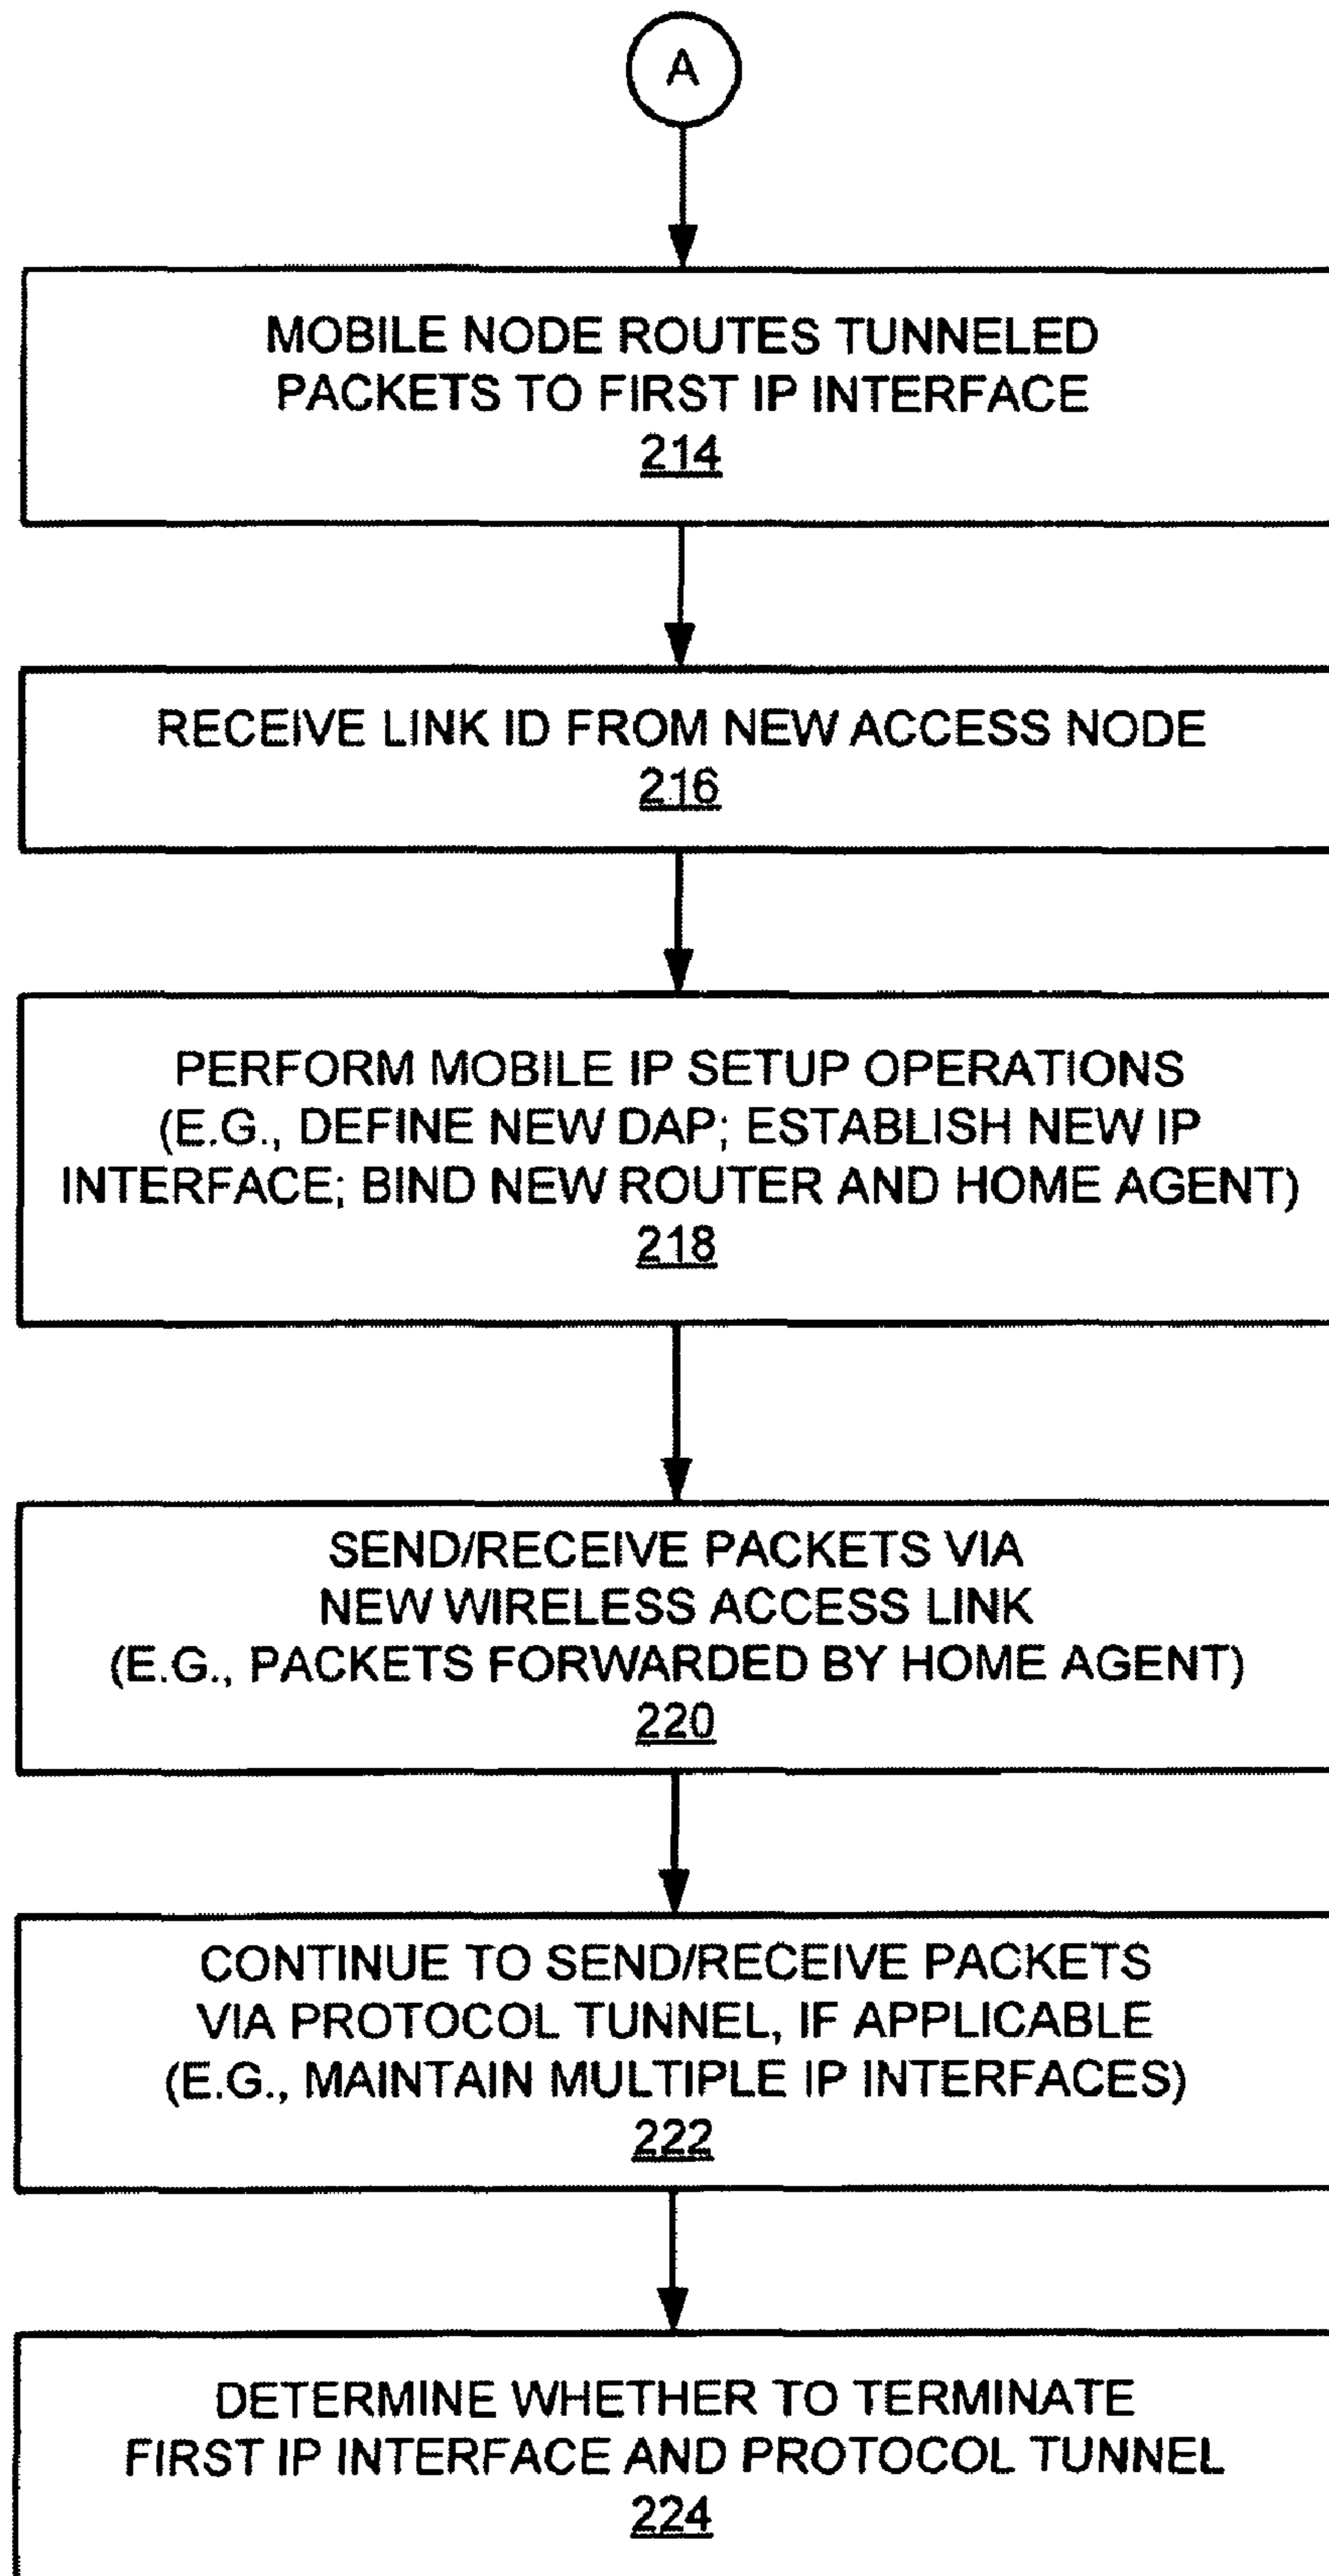 A
MOBILE NODE ROUTES TUNNELED
PACKETS TO FIRST IP INTERFACE
214
RECEIVE LINK ID FROM NEW ACCESS NODE
216
PERFORM MOBILE IP SETUP OPERATIONS
(E.G., DEFINE NEW DAP; ESTABLISH NEW IP
INTERFACE; BIND NEW ROUTER AND HOME AGENT)
218
SEND/RECEIVE PACKETS VIA
NEW WIRELESS ACCESS LINK
(E.G., PACKETS FORWARDED BY HOME AGENT)
220
CONTINUE TO SEND/RECEIVE PACKETS
VIA PROTOCOL TUNNEL, IF APPLICABLE
(E.G., MAINTAIN MULTIPLE IP INTERFACES)
222
DETERMINE WHETHER TO TERMINATE
FIRST IP INTERFACE AND PROTOCOL TUNNEL
224